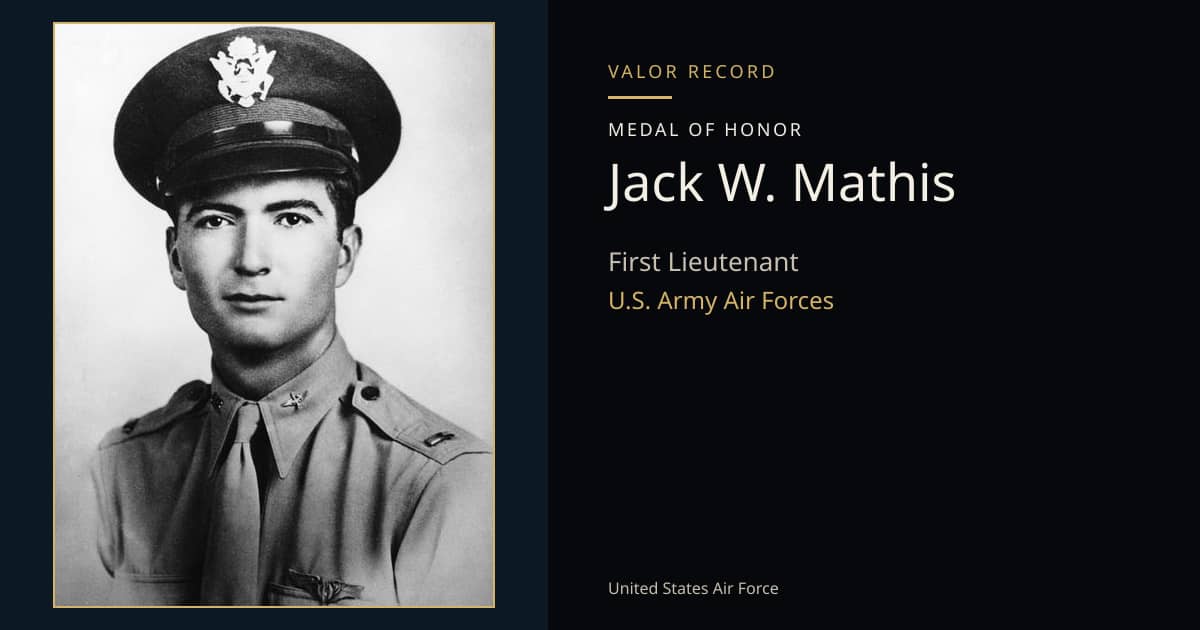 VALOR RECORD
MEDAL OF HONOR
Jack W. Mathis
First Lieutenant
U.S. Army Air Forces
United States Air Force